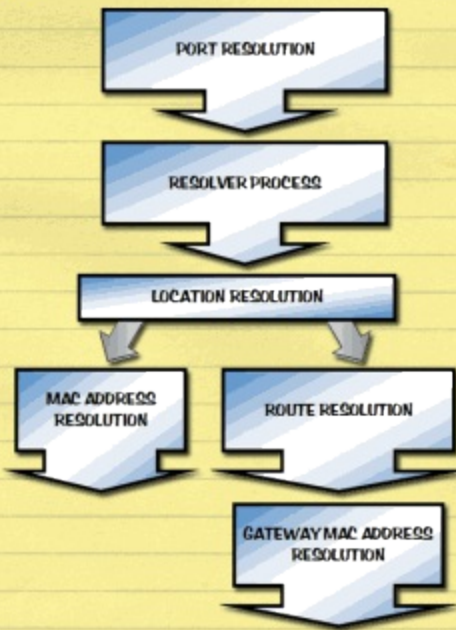 PORT RESOLUTION
RESOLVER PROCESS
LOCATION RESOLUTION
MAC ADDRESS
RESOLUTION
ROUTE RESOLUTION
GATEWAY MAC ADDRESS
RESOLUTION